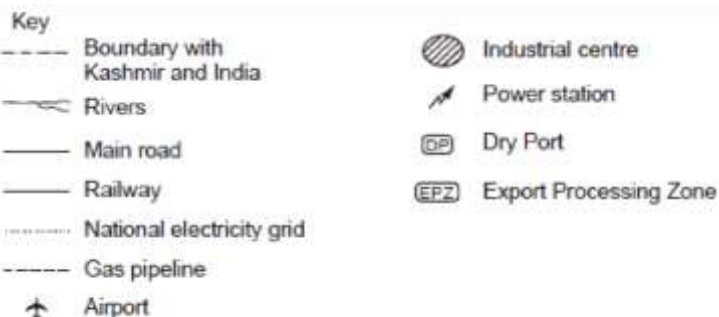 Key
Boundary with
Kashmir and India
Rivers
Main road
Railway
National electricity grid
Gas pipeline
Airport
Industrial centre
Power station
DP Dry Port
EPZ Export Processing Zone